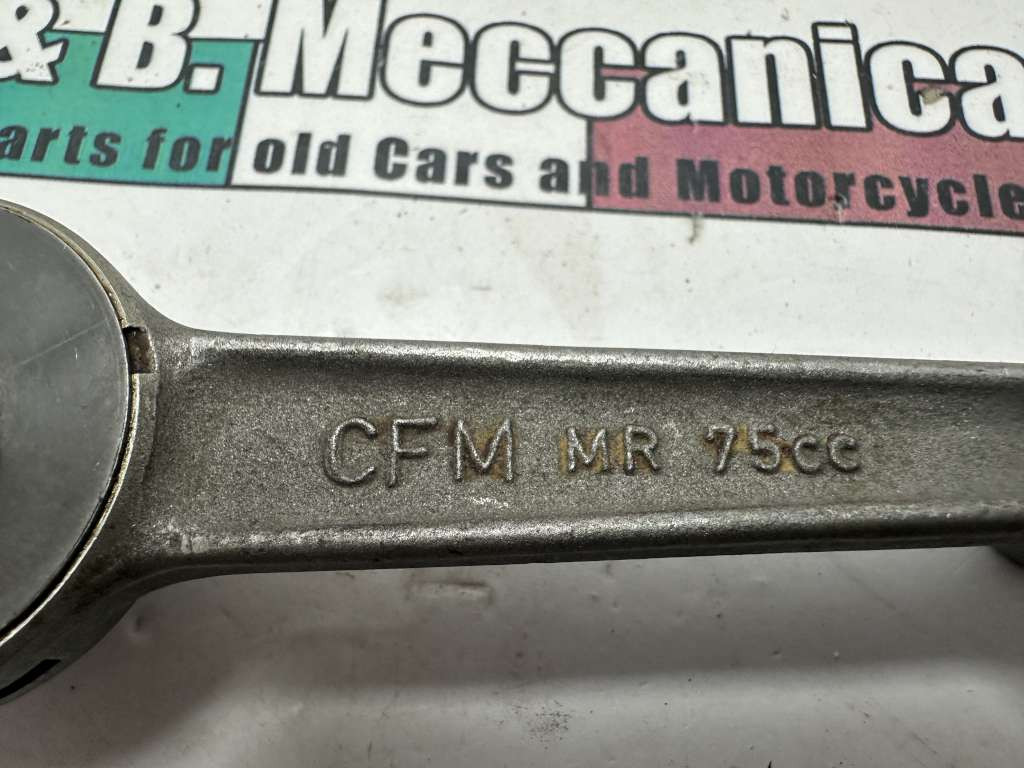 & B. Meccanica
arts for old Cars and Motorcycle
CFM MR 75cc